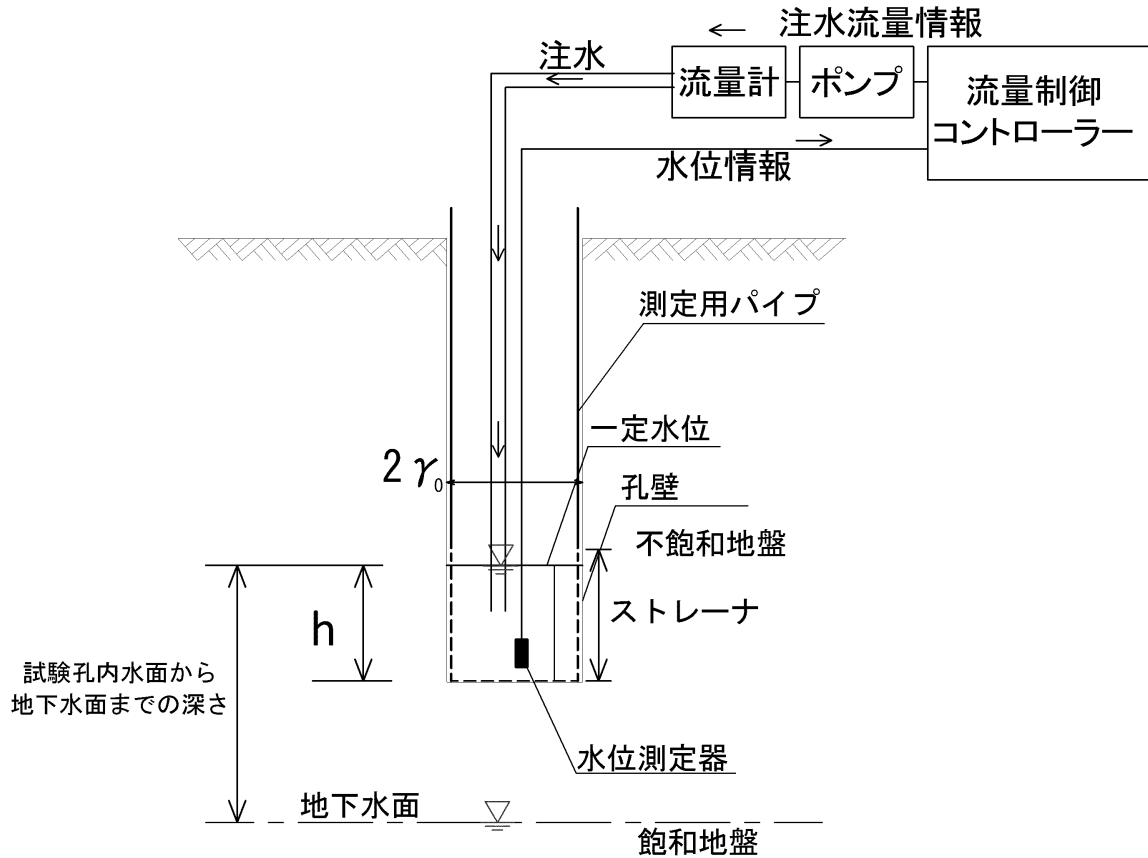 注水流量情報
注水
流量計
ポンプ
流量制御
コントローラー
水位情報
測定用パイプ
一定水位
2γ₀
孔壁
不飽和地盤
ストレーナ
h
試験孔内水面から
地下水面までの深さ
水位測定器
地下水面
飽和地盤